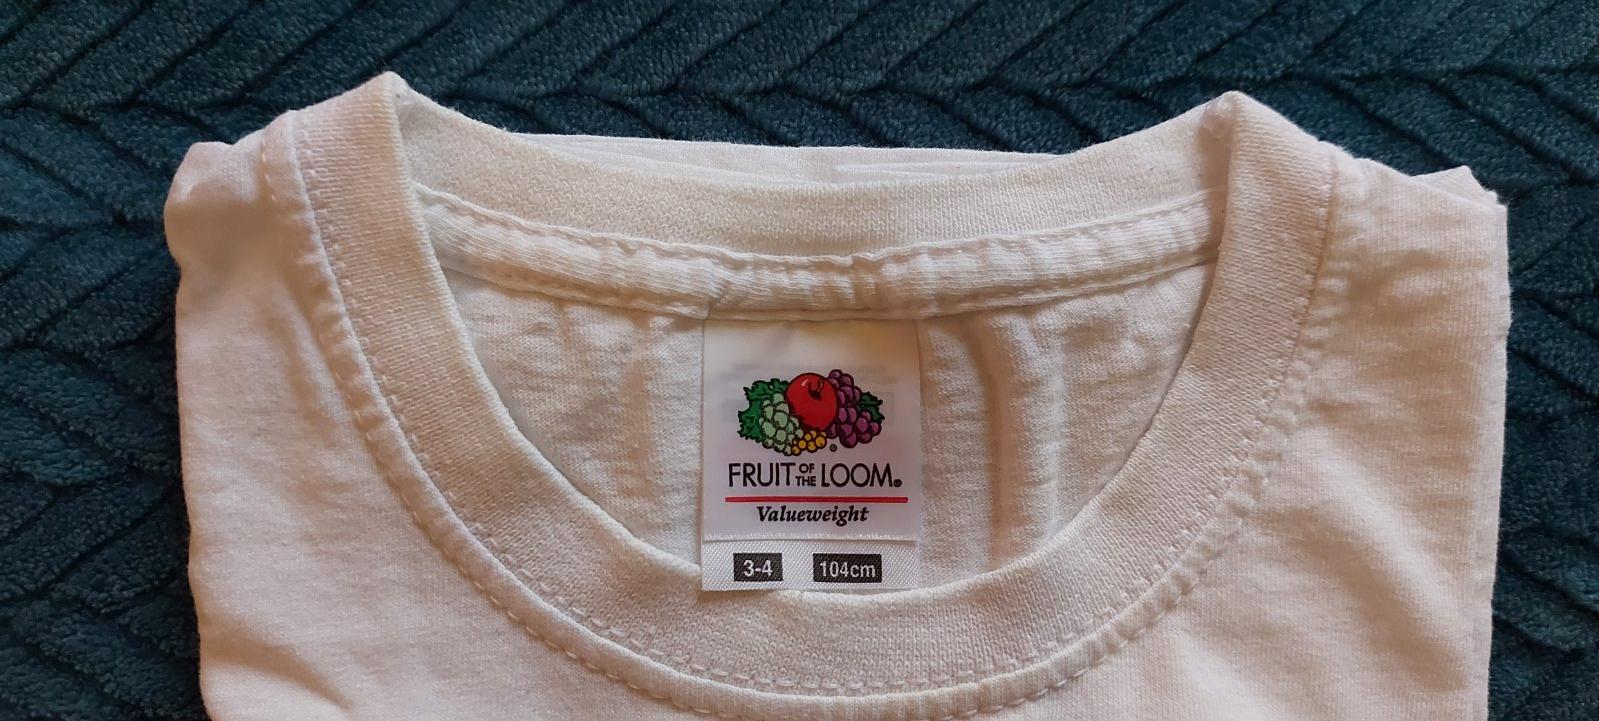 FRUIT OF THE LOOM®
Valueweight
3-4 104cm